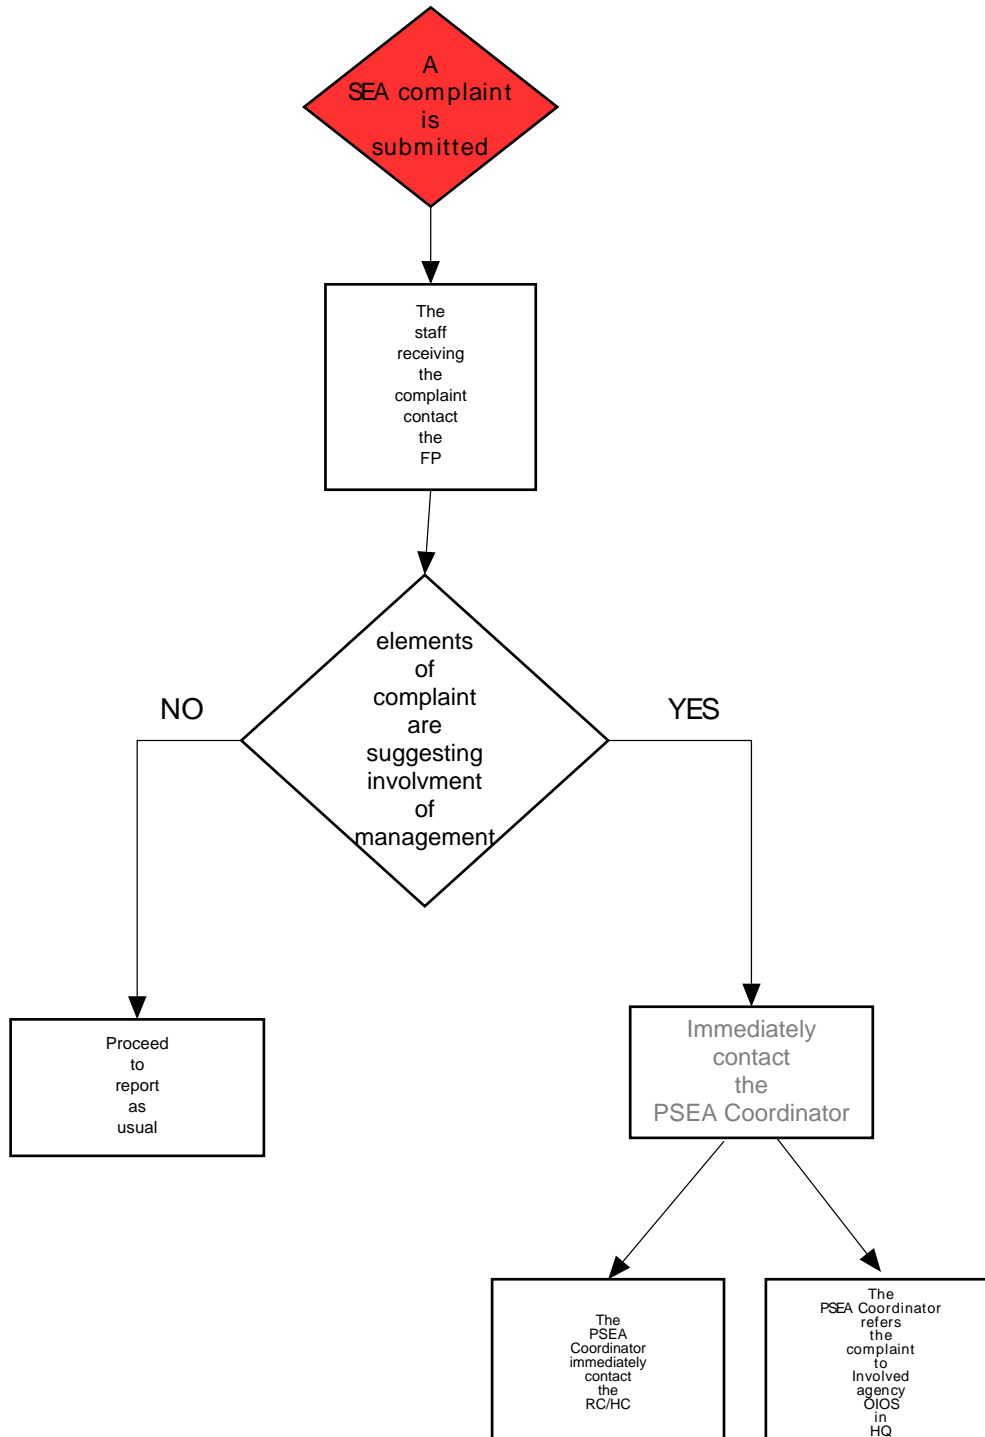 A
SEA complaint
is
submitted
The
staff
receiving
the
complaint
contact
the
FP
elements
of
complaint
are
suggesting
involvment
of
management
NO
YES
Proceed
to
report
as
usual
Immediately
contact
the
PSEA Coordinator
The
PSEA
Coordinator
immediately
contact
the
RC/HC
The
PSEA Coordinator
refers
the
complaint
to
Involved
agency
OIOS
in
HQ